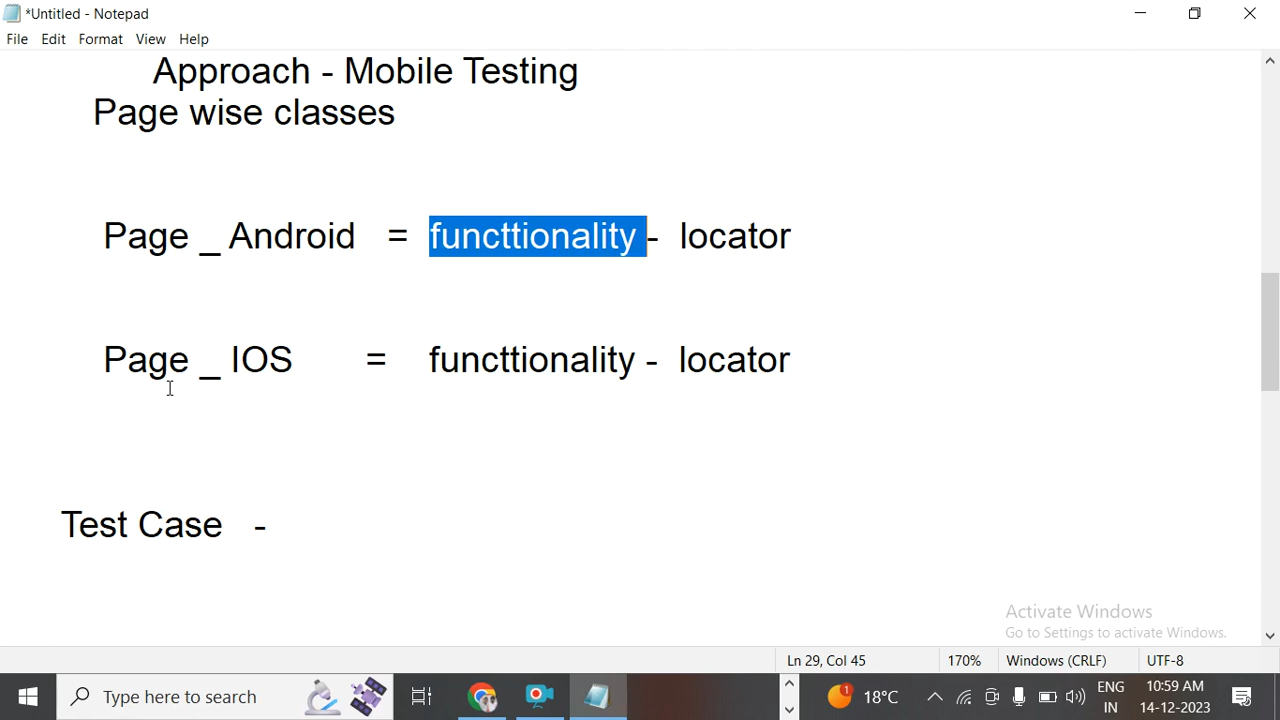 *Untitled - Notepad
File Edit Format View Help
Approach - Mobile Testing
Page wise classes
Page _ Android = functtionality - locator
Page _ IOS = functtionality - locator
Test Case -
Activate Windows
Go to Settings to activate Windows.
Ln 29, Col 45 170% Windows (CRLF) UTF-8
Type here to search 1 18°C ENG IN 10:59 AM 14-12-2023